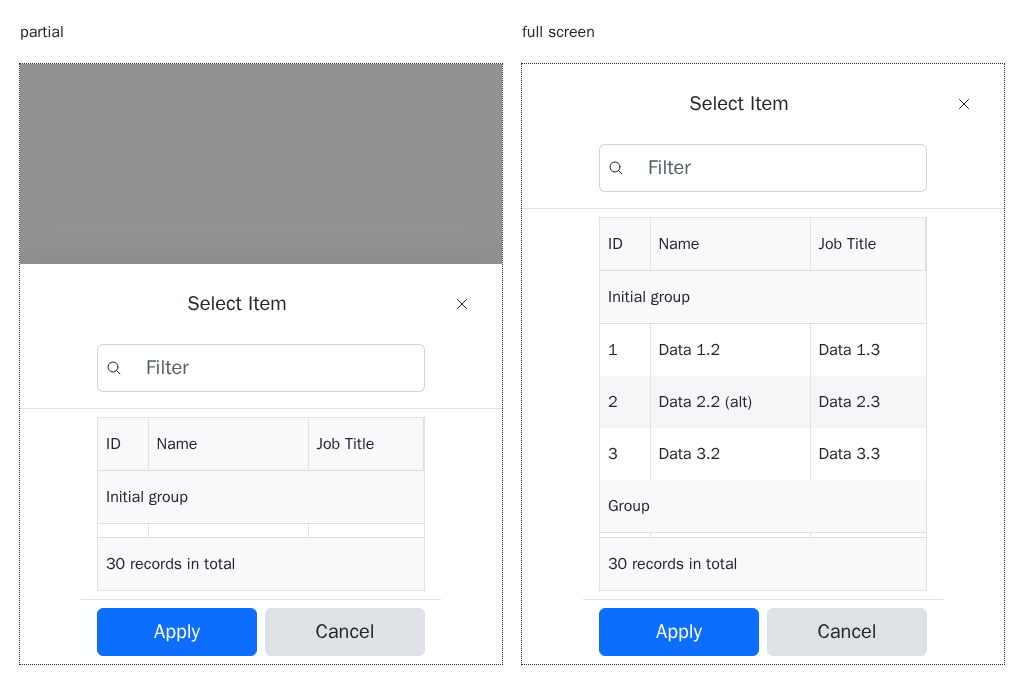 partial
Select Item
Filter
ID Name Job Title
Initial group
30 records in total
Apply Cancel
full screen
Select Item
Filter
ID Name Job Title
Initial group
1 Data 1.2 Data 1.3
2 Data 2.2 (alt) Data 2.3
3 Data 3.2 Data 3.3
Group
30 records in total
Apply Cancel